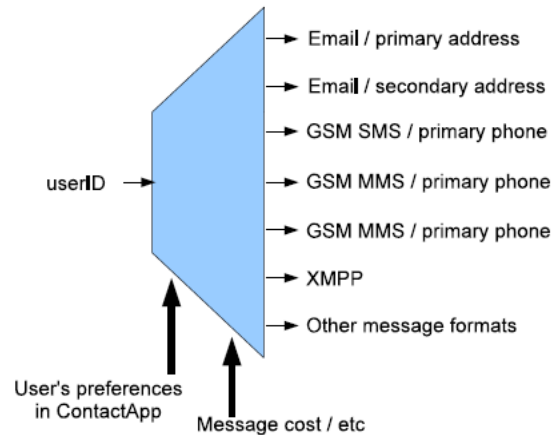 Email / primary address
Email / secondary address
GSM SMS / primary phone
userID
GSM MMS / primary phone
GSM MMS / primary phone
XMPP
Other message formats
User's preferences
in ContactApp
Message cost / etc